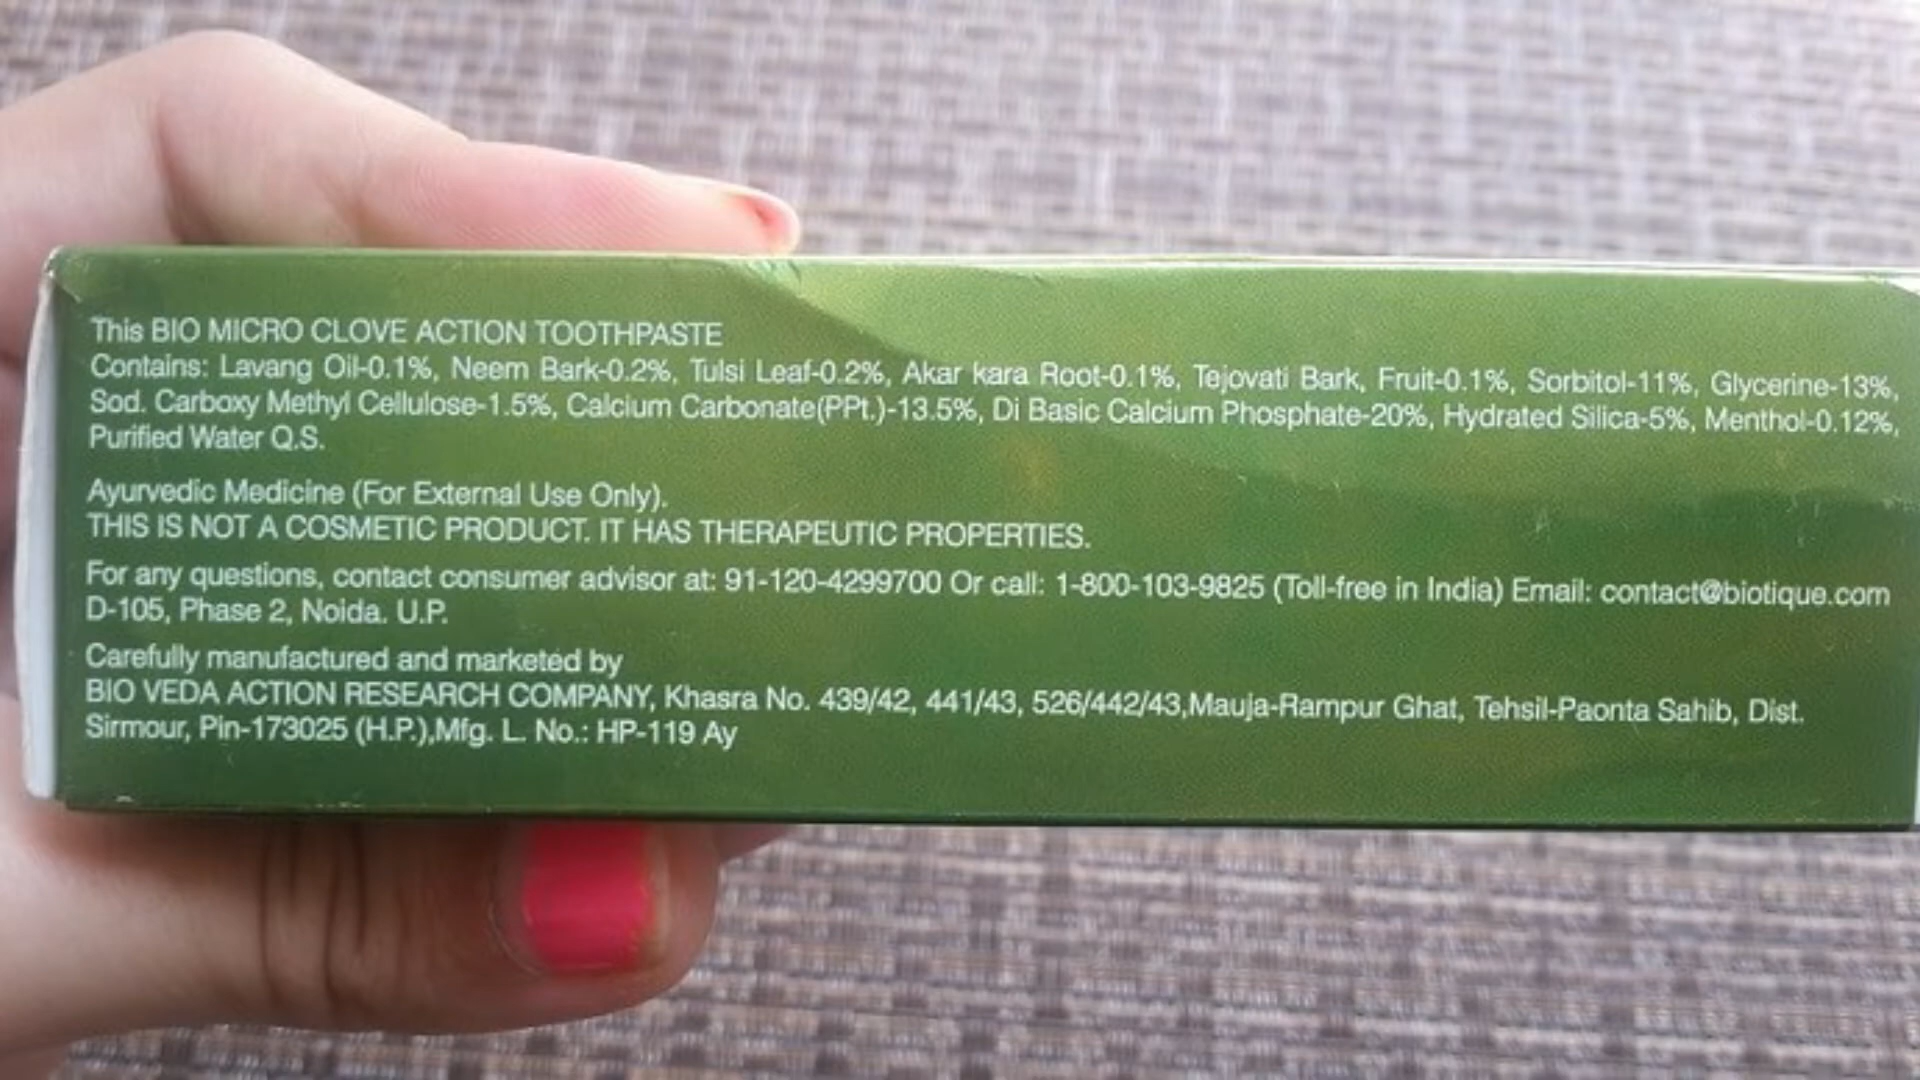 This BIO MICRO CLOVE ACTION TOOTHPASTE
Contains: Lavang Oil-0.1%, Neem Bark-0.2%, Tulsi Leaf-0.2%, Akar kara Root-0.1%, Tejovati Bark, Fruit-0.1%, Sorbitol-11%, Glycerine-13%,
Sod. Carboxy Methyl Cellulose-1.5%, Calcium Carbonate(PPt.)-13.5%, Di Basic Calcium Phosphate-20%, Hydrated Silica-5%, Menthol-0.12%,
Purified Water Q.S.
Ayurvedic Medicine (For External Use Only).
THIS IS NOT A COSMETIC PRODUCT. IT HAS THERAPEUTIC PROPERTIES.
For any questions, contact consumer advisor at: 91-120-4299700 Or call: 1-800-103-9825 (Toll-free in India) Email: contact@biotique.com
D-105, Phase 2, Noida. U.P.
Carefully manufactured and marketed by
BIO VEDA ACTION RESEARCH COMPANY, Khasra No. 439/42, 441/43, 526/442/43,Mauja-Rampur Ghat, Tehsil-Paonta Sahib, Dist.
Sirmour, Pin-173025 (H.P.),Mfg. L. No.: HP-119 Ay